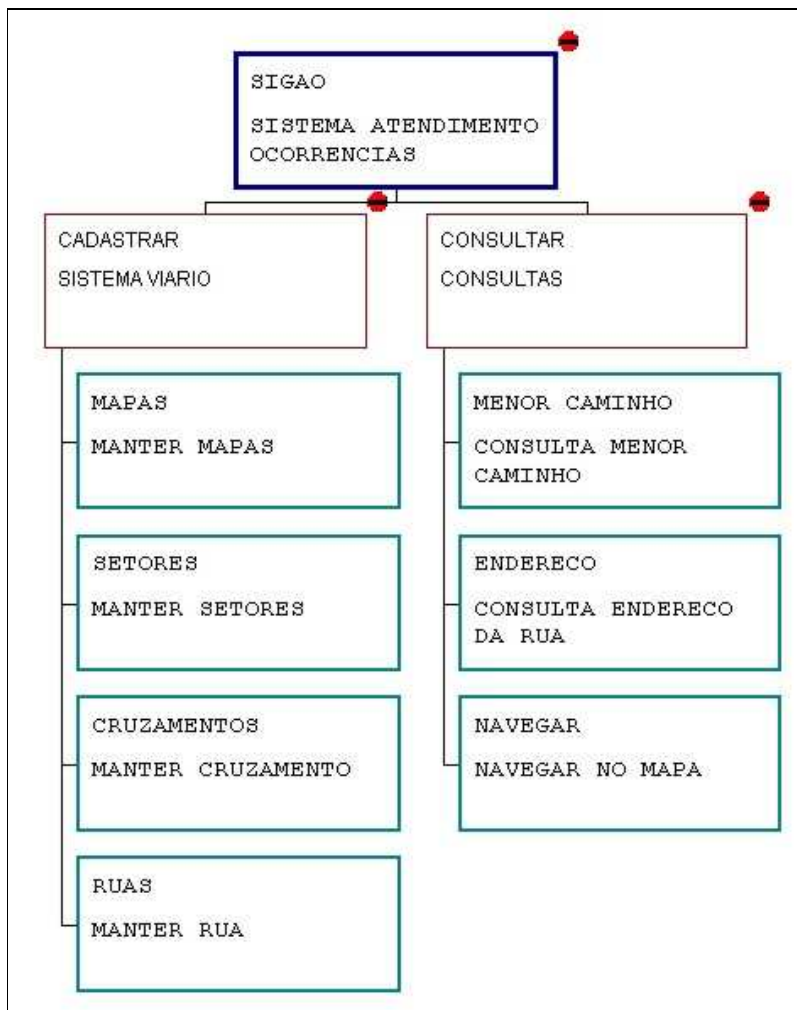 SIGAO
SISTEMA ATENDIMENTO
OCORRENCIAS
CADASTRAR
SISTEMA VIARIO
MAPAS
MANTER MAPAS
SETORES
MANTER SETORES
CRUZAMENTOS
MANTER CRUZAMENTO
RUAS
MANTER RUA
CONSULTAR
CONSULTAS
MENOR CAMINHO
CONSULTA MENOR
CAMINHO
ENDERECO
CONSULTA ENDERECO
DA RUA
NAVEGAR
NAVEGAR NO MAPA